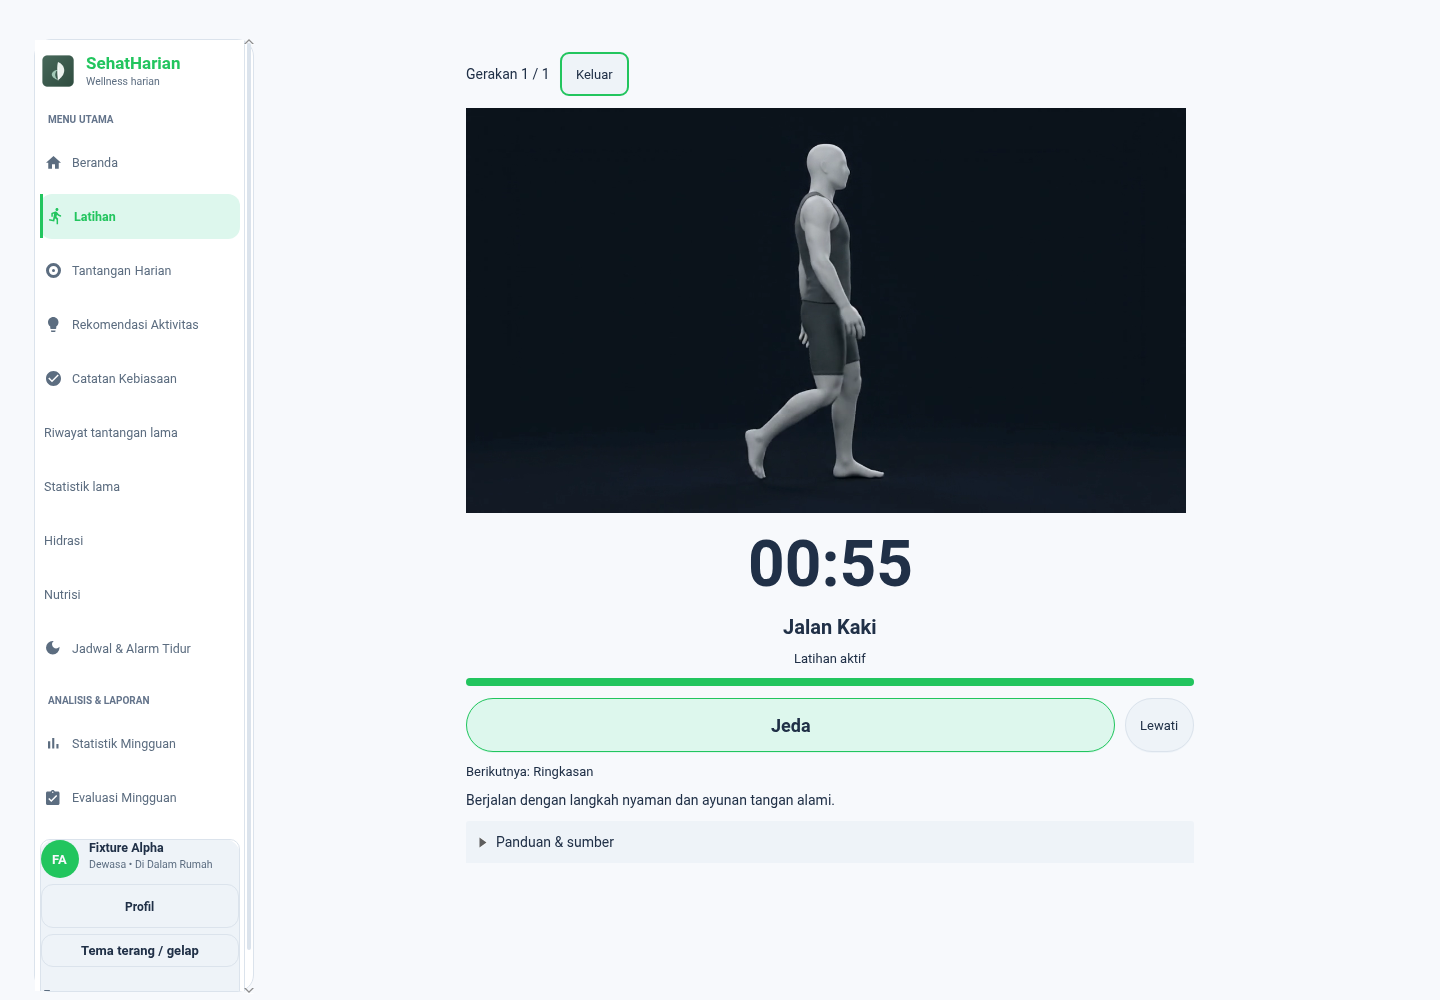 SehatHarian
Wellness harian
MENU UTAMA
Beranda
Latihan
Tantangan Harian
Rekomendasi Aktivitas
Catatan Kebiasaan
Riwayat tantangan lama
Statistik lama
Hidrasi
Nutrisi
Jadwal & Alarm Tidur
ANALISIS & LAPORAN
Statistik Mingguan
Evaluasi Mingguan
FA
Fixture Alpha
Dewasa • Di Dalam Rumah
Profil
Tema terang / gelap
Gerakan 1 / 1
Keluar
00:55
Jalan Kaki
Latihan aktif
Jeda
Lewati
Berikutnya: Ringkasan
Berjalan dengan langkah nyaman dan ayunan tangan alami.
Panduan & sumber